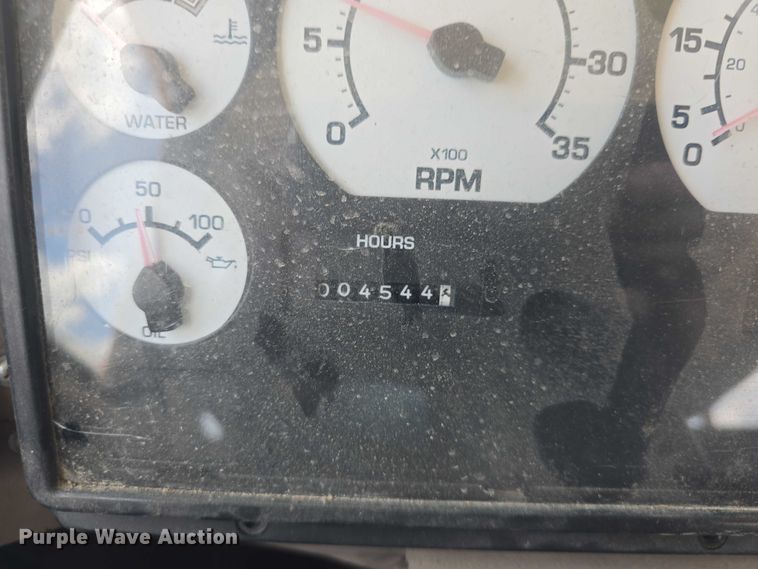 5
30
15
20
WATER
0
35
5
0
X100
RPM
50
0
100
HOURS
PSI
004544
OIL
Purple Wave Auction®